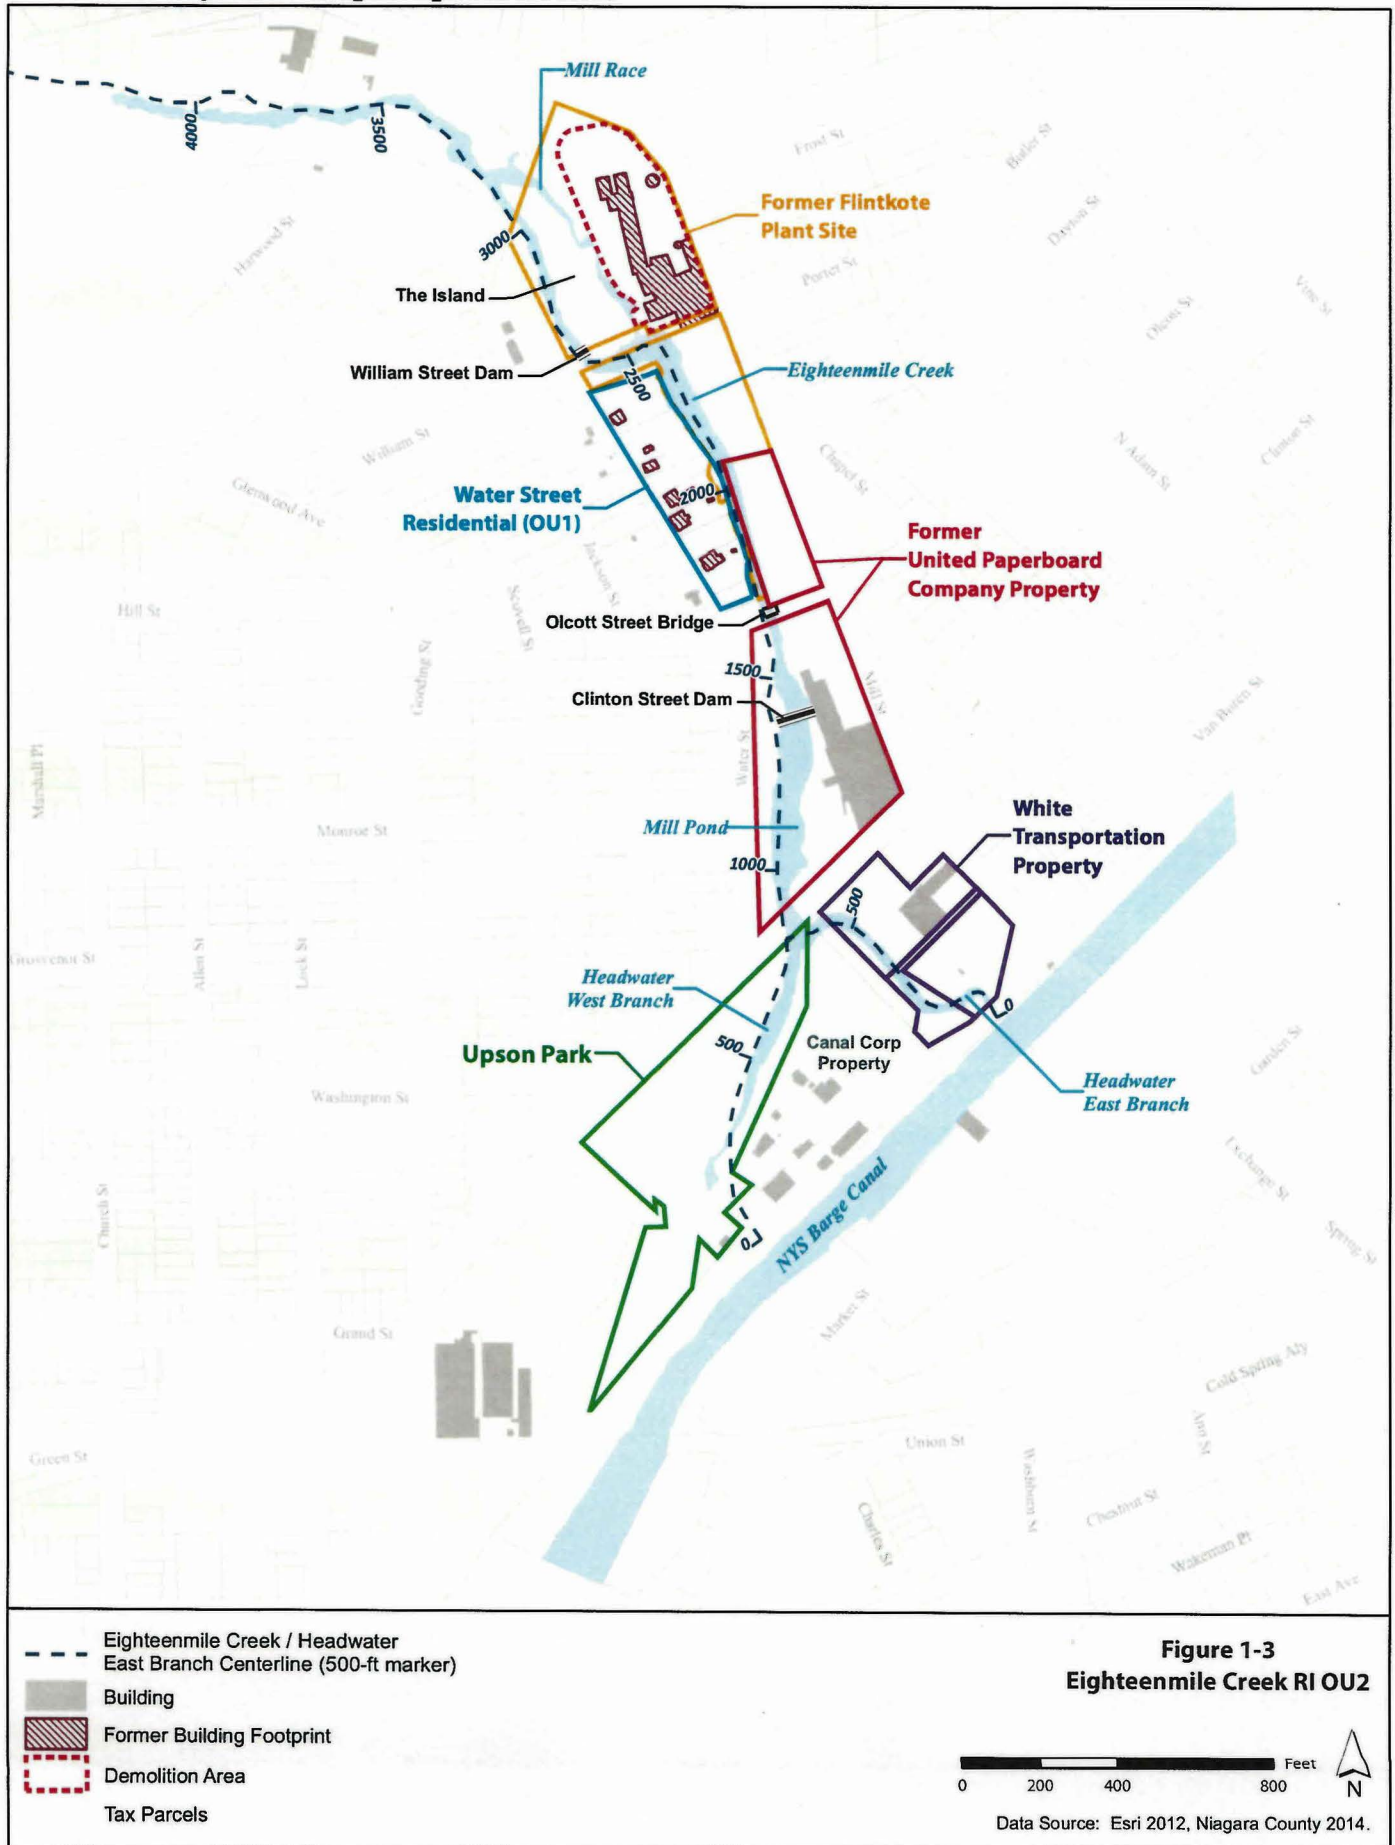 Mill Race
4000
3500
Frost St
Butler St
Former Flintkote
Plant Site
Dayton St
Harwood St
3000
Porter St
The Island
Vine St
Olcott St
William Street Dam
2500
Eighteenmile Creek
William St
Chapel St
N Adam St
Clinton St
Glenwood Ave
Water Street
Residential (OU1)
2000
Former
United Paperboard
Company Property
Jackson St
Scovell St
Hill St
Olcott Street Bridge
Gooding St
1500
Mill St
Clinton Street Dam
Van Buren St
Water St
Marshall Pl
Monroe St
Mill Pond
White
Transportation
Property
1000
500
Grosvenor St
Allen St
Lock St
Headwater
West Branch
0
500
Canal Corp
Property
Upson Park
Garden St
Headwater
East Branch
Washington St
Exchange St
Church St
NYS Barge Canal
Spring St
0
Market St
Grand St
Cold Spring Aly
Ann St
Green St
Union St
Washburn St
Chestnut St
Charles St
Wakeman Pl
East Ave
Eighteenmile Creek / Headwater
East Branch Centerline (500-ft marker)
Building
Former Building Footprint
Demolition Area
Tax Parcels
Figure 1-3
Eighteenmile Creek RI OU2
Feet
0 200 400 800
N
Data Source: Esri 2012, Niagara County 2014.